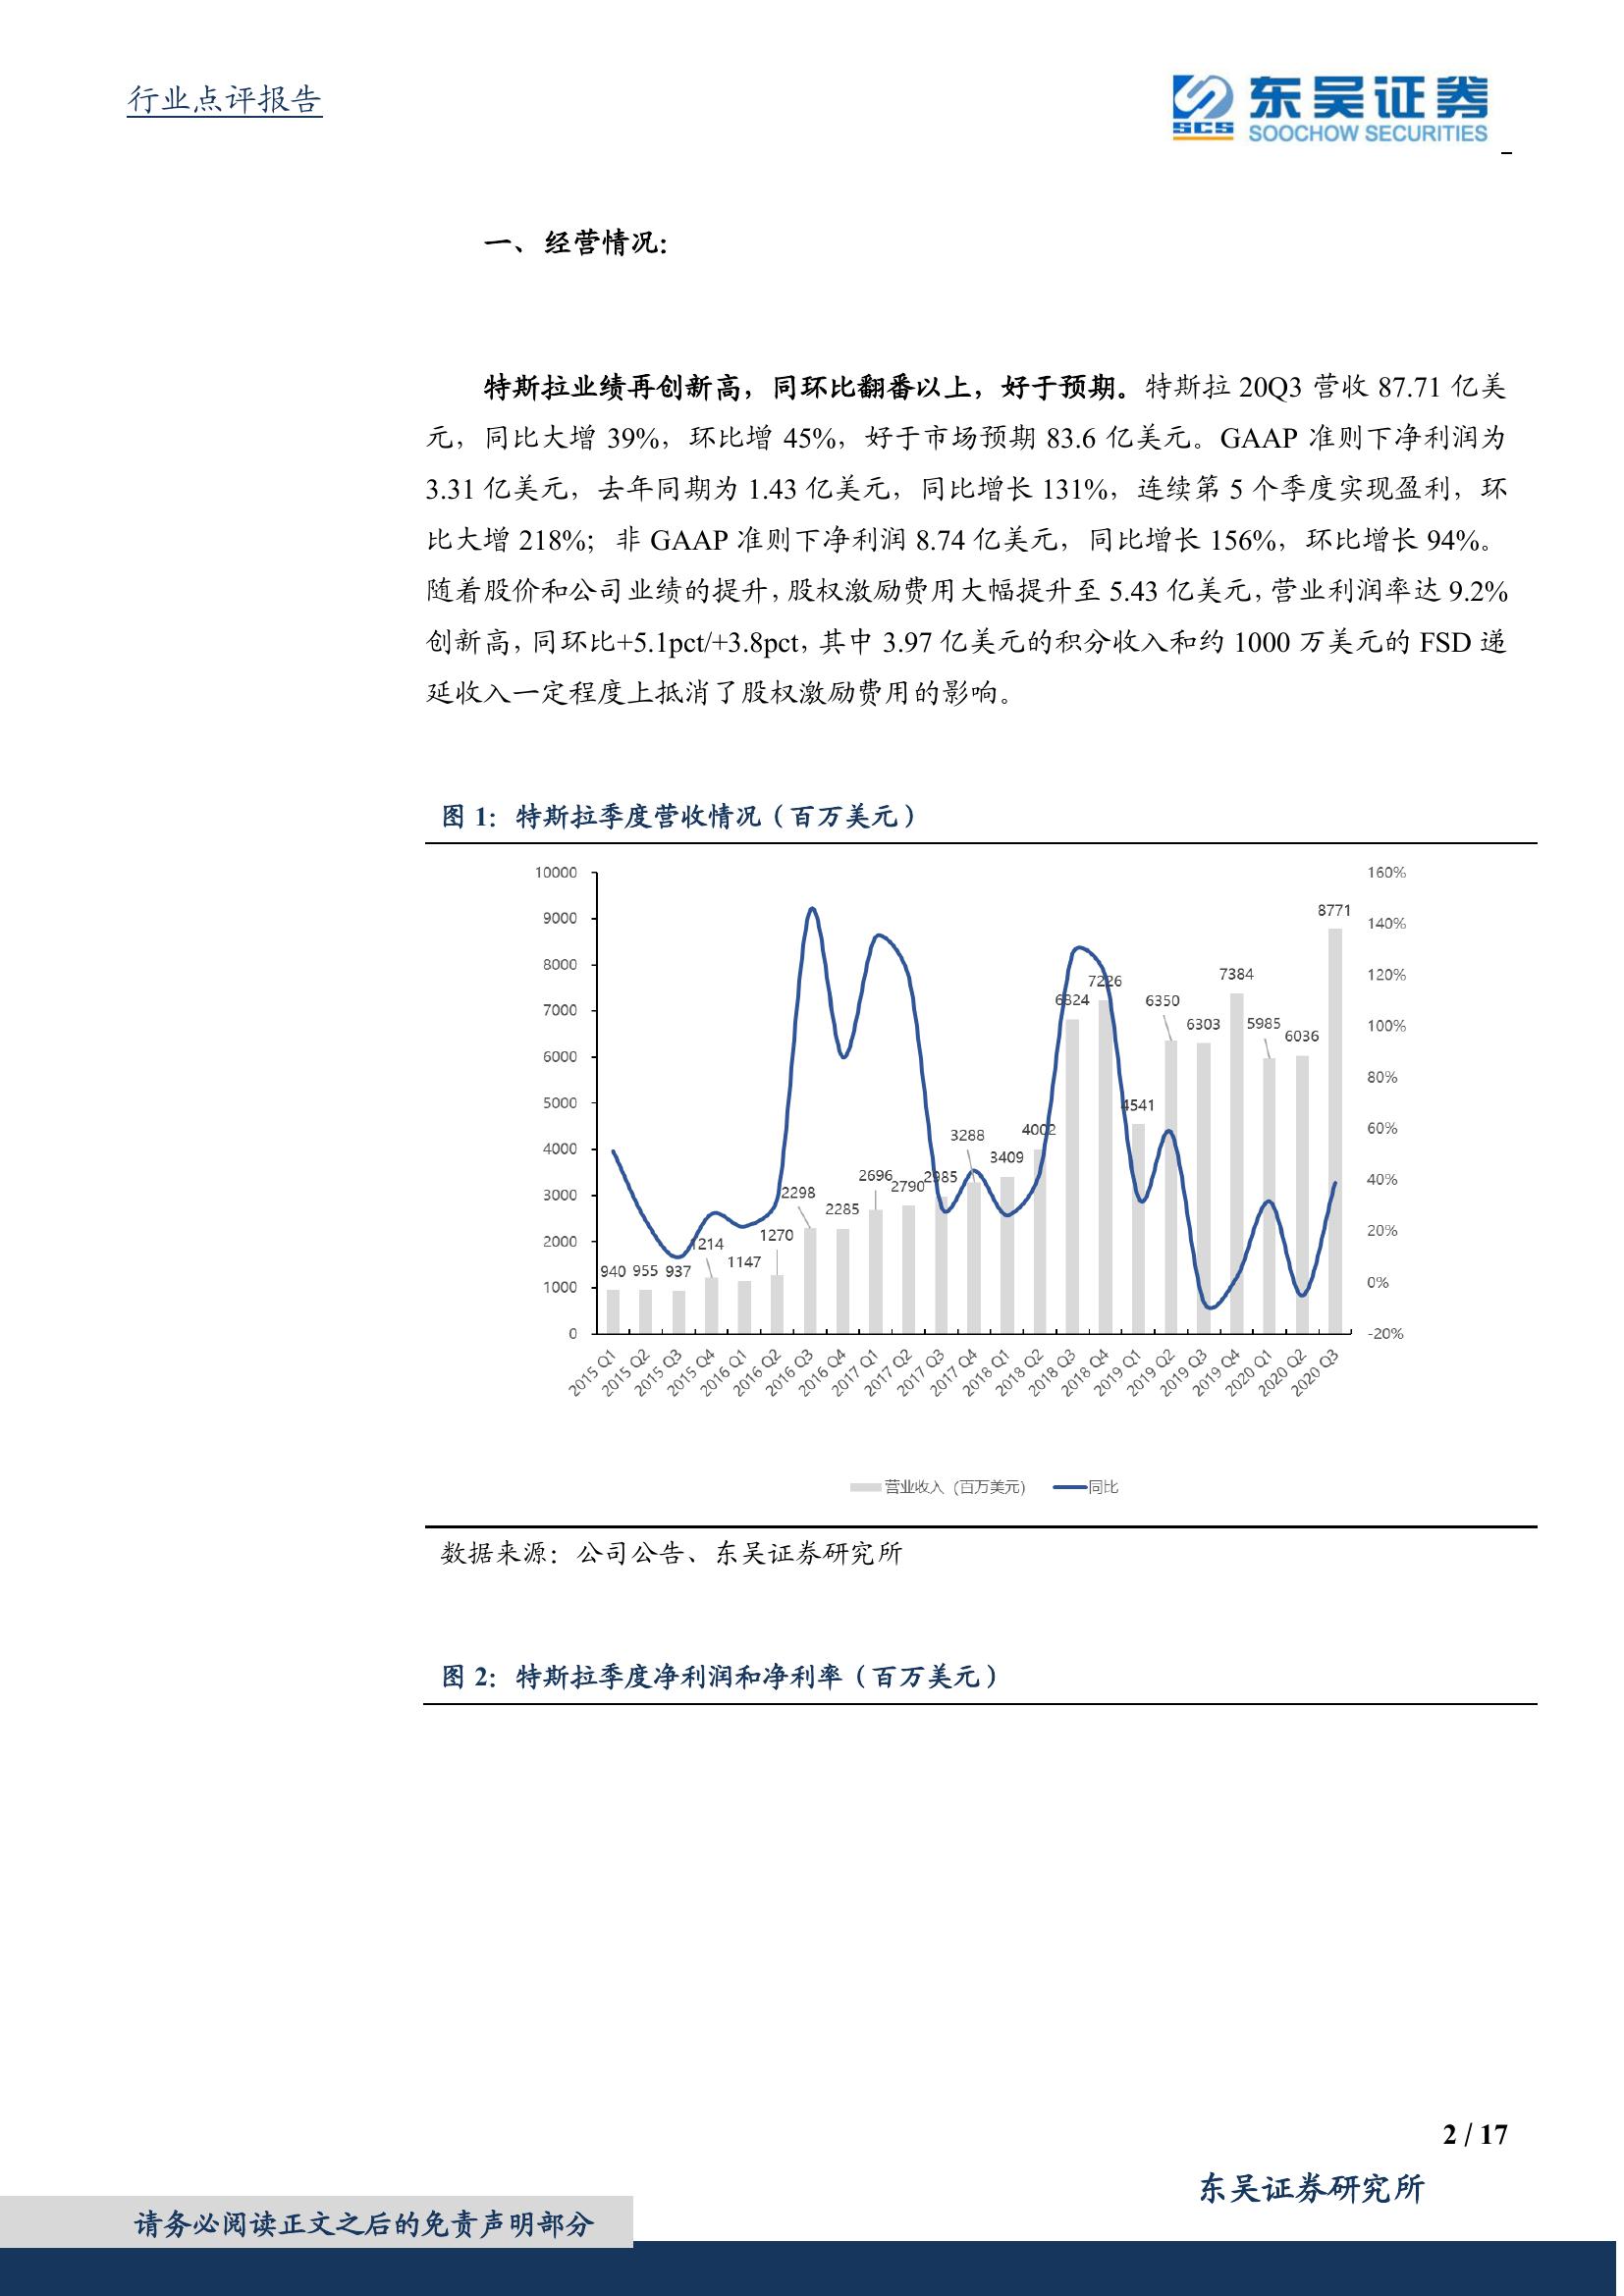 行业点评报告
SCS 东吴证券
SOOCHOW SECURITIES
一、 经营情况：
特斯拉业绩再创新高，同环比翻番以上，好于预期。特斯拉 20Q3 营收 87.71 亿美
元，同比大增 39%，环比增 45%，好于市场预期 83.6 亿美元。GAAP 准则下净利润为
3.31 亿美元，去年同期为 1.43 亿美元，同比增长 131%，连续第 5 个季度实现盈利，环
比大增 218%；非 GAAP 准则下净利润 8.74 亿美元，同比增长 156%，环比增长 94%。
随着股价和公司业绩的提升，股权激励费用大幅提升至 5.43 亿美元，营业利润率达 9.2%
创新高，同环比+5.1pct/+3.8pct，其中 3.97 亿美元的积分收入和约 1000 万美元的 FSD 递
延收入一定程度上抵消了股权激励费用的影响。
图 1：特斯拉季度营收情况（百万美元）
10000 160%
9000 140%
8000 120%
7000 100%
6000 80%
5000 60%
4000 40%
3000 20%
2000 0%
1000 -20%
0
940 955 937 1214 1147 1270 2298 2285 2696 2790 2985 3288 3409 4002 6824 7226 4541 6350 6303 7384 5985 6036 8771
2015 Q1 2015 Q2 2015 Q3 2015 Q4 2016 Q1 2016 Q2 2016 Q3 2016 Q4 2017 Q1 2017 Q2 2017 Q3 2017 Q4 2018 Q1 2018 Q2 2018 Q3 2018 Q4 2019 Q1 2019 Q2 2019 Q3 2019 Q4 2020 Q1 2020 Q2 2020 Q3
营业收入（百万美元） 同比
数据来源：公司公告、东吴证券研究所
图 2：特斯拉季度净利润和净利率（百万美元）
2 / 17
东吴证券研究所
请务必阅读正文之后的免责声明部分